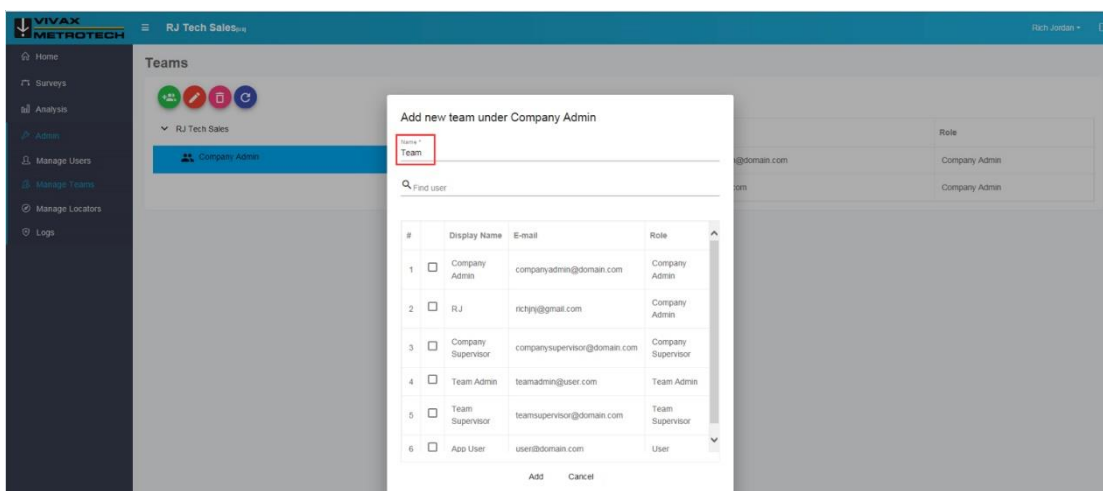 VIVAX
METROTECH
RJ Tech Sales
Rich Jordan
Home
Surveys
Analysis
Admin
Manage Users
Manage Teams
Manage Locators
Logs
Teams
RJ Tech Sales
Company Admin
Add new team under Company Admin
Name *
Team
Find user
# Display Name E-mail Role
1 Company Admin companyadmin@domain.com Company Admin
2 RJ richjnj@gmail.com Company Admin
3 Company Supervisor companysupervisor@domain.com Company Supervisor
4 Team Admin teamadmin@user.com Team Admin
5 Team Supervisor teamsupervisor@domain.com Team Supervisor
6 App User user@domain.com User
Add Cancel
Role
@domain.com Company Admin
Company Admin